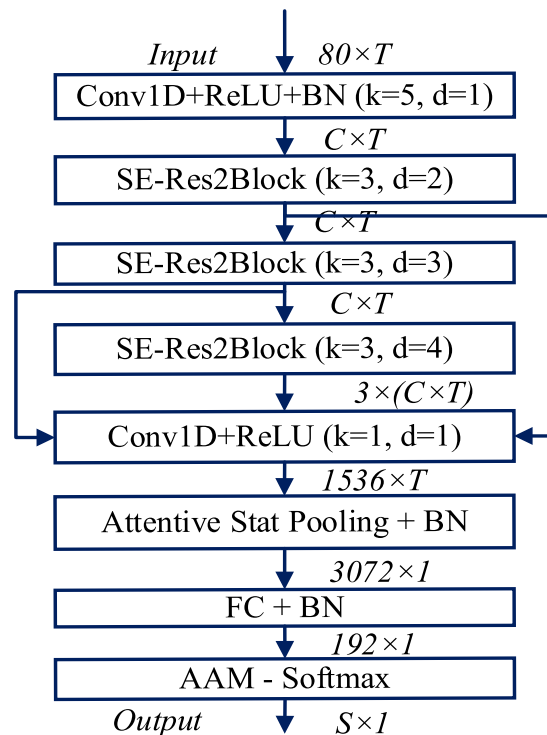 Input 80×T
Conv1D+ReLU+BN (k=5, d=1)
C×T
SE-Res2Block (k=3, d=2)
C×T
SE-Res2Block (k=3, d=3)
C×T
SE-Res2Block (k=3, d=4)
3×(C×T)
Conv1D+ReLU (k=1, d=1)
1536×T
Attentive Stat Pooling + BN
3072×1
FC + BN
192×1
AAM - Softmax
Output S×1